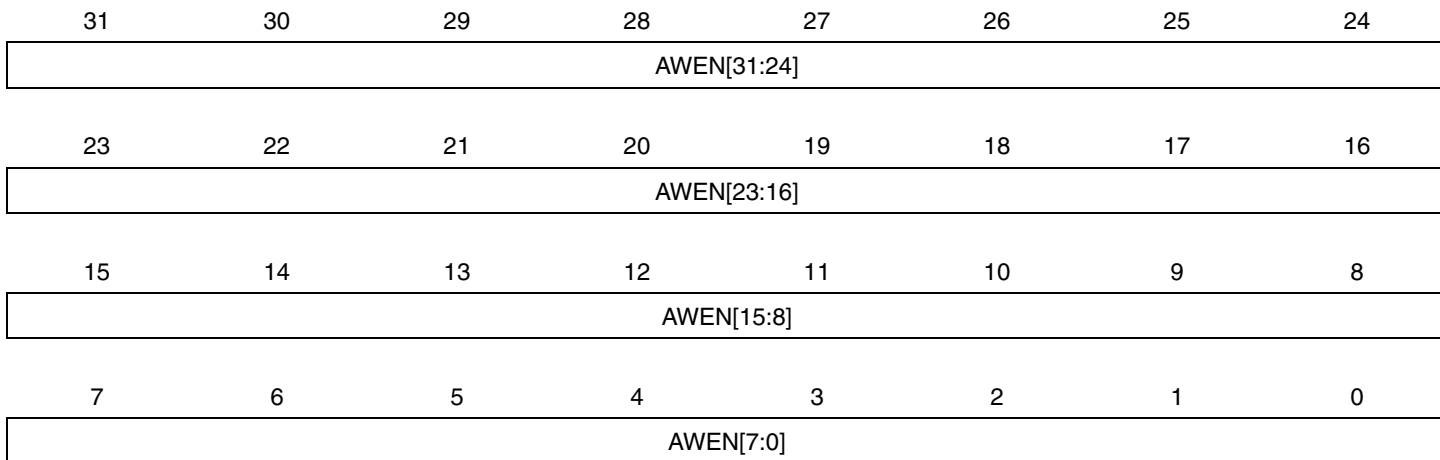 31 30 29 28 27 26 25 24
AWEN[31:24]
23 22 21 20 19 18 17 16
AWEN[23:16]
15 14 13 12 11 10 9 8
AWEN[15:8]
7 6 5 4 3 2 1 0
AWEN[7:0]